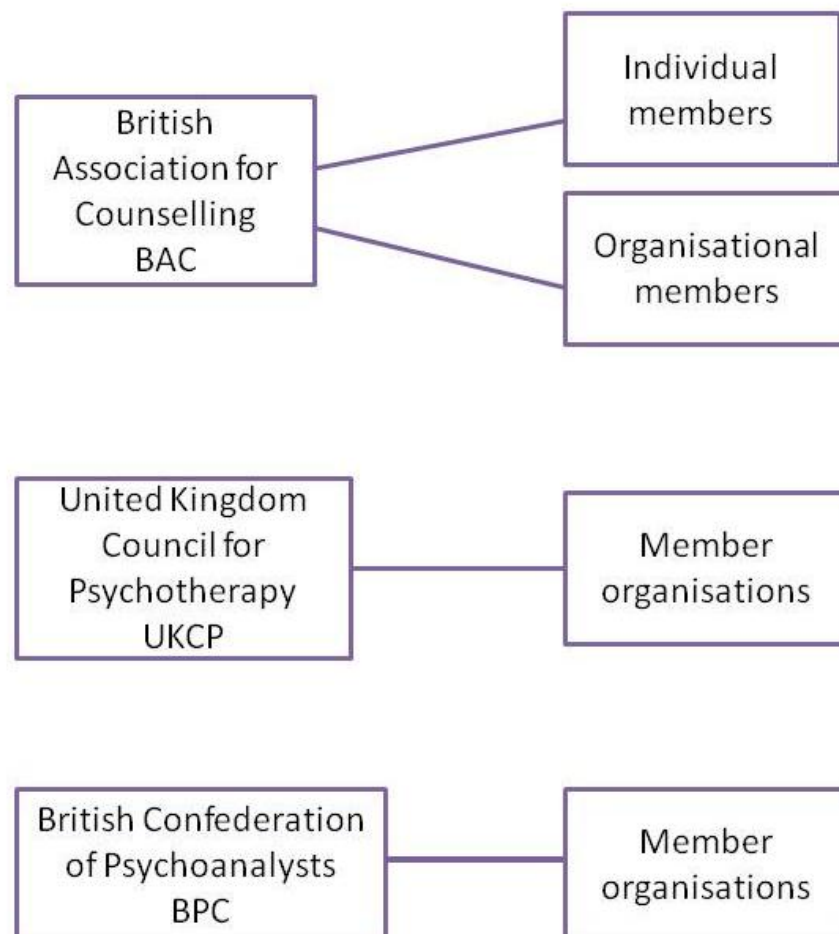 British
Association for
Counselling
BAC
Individual
members
Organisational
members
United Kingdom
Council for
Psychotherapy
UKCP
Member
organisations
British Confederation
of Psychoanalysts
BPC
Member
organisations